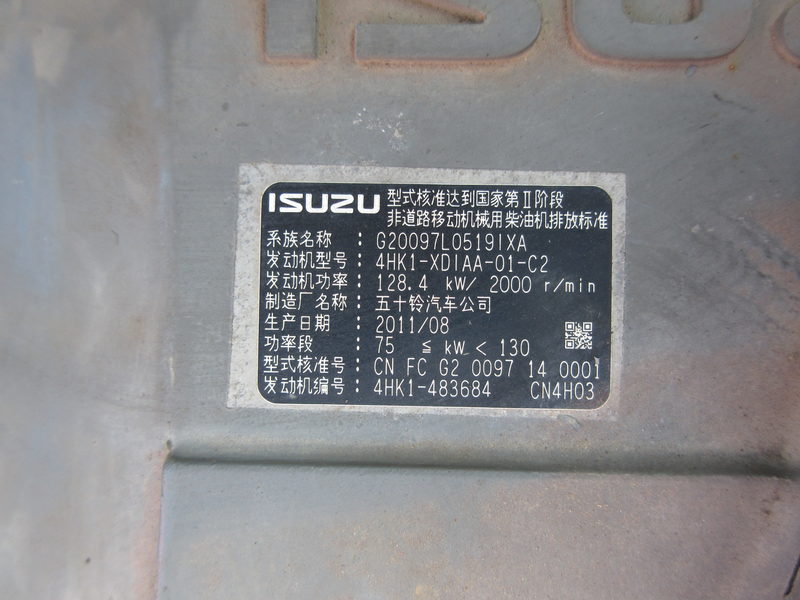 ISUZ
ISUZU 型式核准达到国家第Ⅱ阶段
非道路移动机械用柴油机排放标准
系族名称 : G20097L0519IXA
发动机型号 : 4HK1-XDIAA-01-C2
发动机功率 : 128.4 kW/ 2000 r/min
制造厂名称 : 五十铃汽车公司
生产日期 : 2011/08
功率段 : 75 ≦ kW < 130
型式核准号 : CN FC G2 0097 14 0001
发动机编号 : 4HK1-483684 CN4H03